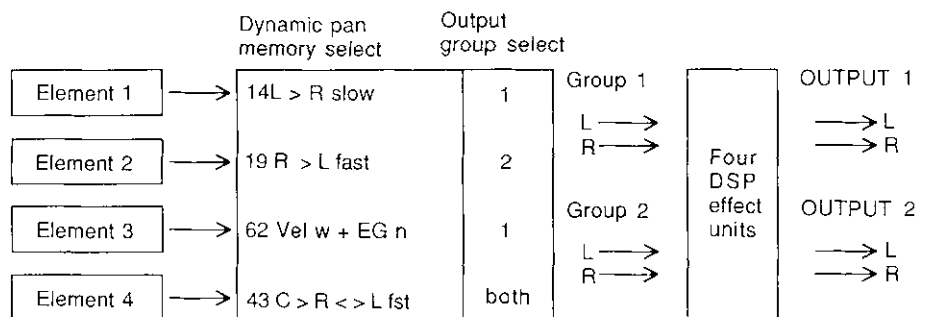 Dynamic pan
memory select
Output
group select
Element 1
14L > R slow
1
Element 2
19 R > L fast
2
Element 3
62 Vel w + EG n
1
Element 4
43 C > R < > L fst
both
Group 1
L
R
Group 2
L
R
Four
DSP
effect
units
OUTPUT 1
L
R
OUTPUT 2
L
R